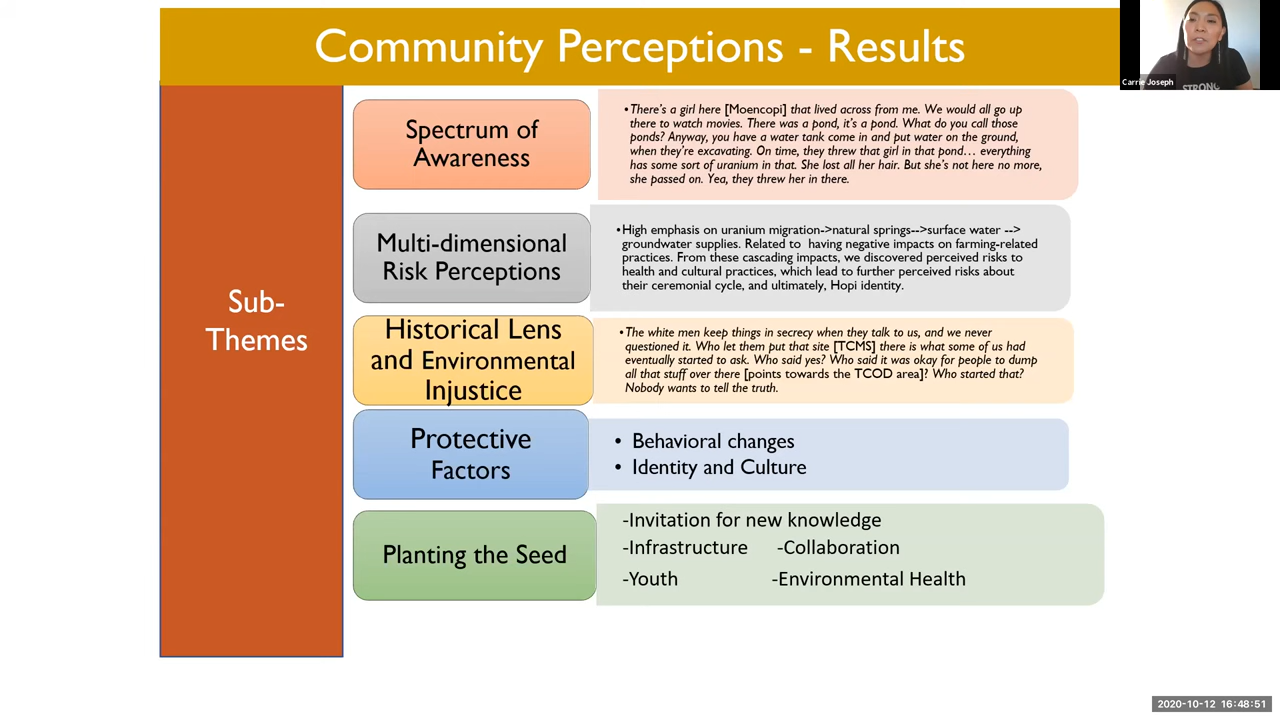 Community Perceptions - Results
Carrie Joseph
STRONG
Sub-
Themes
Spectrum of
Awareness
•There's a girl here [Moencopi] that lived across from me. We would all go up
there to watch movies. There was a pond, it's a pond. What do you call those
ponds? Anyway, you have a water tank come in and put water on the ground,
when they're excavating. On time, they threw that girl in that pond… everything
has some sort of uranium in that. She lost all her hair. But she's not here no more,
she passed on. Yea, they threw her in there.
Multi-dimensional
Risk Perceptions
•High emphasis on uranium migration->natural springs-->surface water -->
groundwater supplies. Related to having negative impacts on farming-related
practices. From these cascading impacts, we discovered perceived risks to
health and cultural practices, which lead to further perceived risks about
their ceremonial cycle, and ultimately, Hopi identity.
Historical Lens
and Environmental
Injustice
•The white men keep things in secrecy when they talk to us, and we never
questioned it. Who let them put that site [TCMS] there is what some of us had
eventually started to ask. Who said yes? Who said it was okay for people to dump
all that stuff over there [points towards the TCOD area]? Who started that?
Nobody wants to tell the truth.
Protective
Factors
• Behavioral changes
• Identity and Culture
Planting the Seed
-Invitation for new knowledge
-Infrastructure -Collaboration
-Youth -Environmental Health
2020-10-12 16:48:51